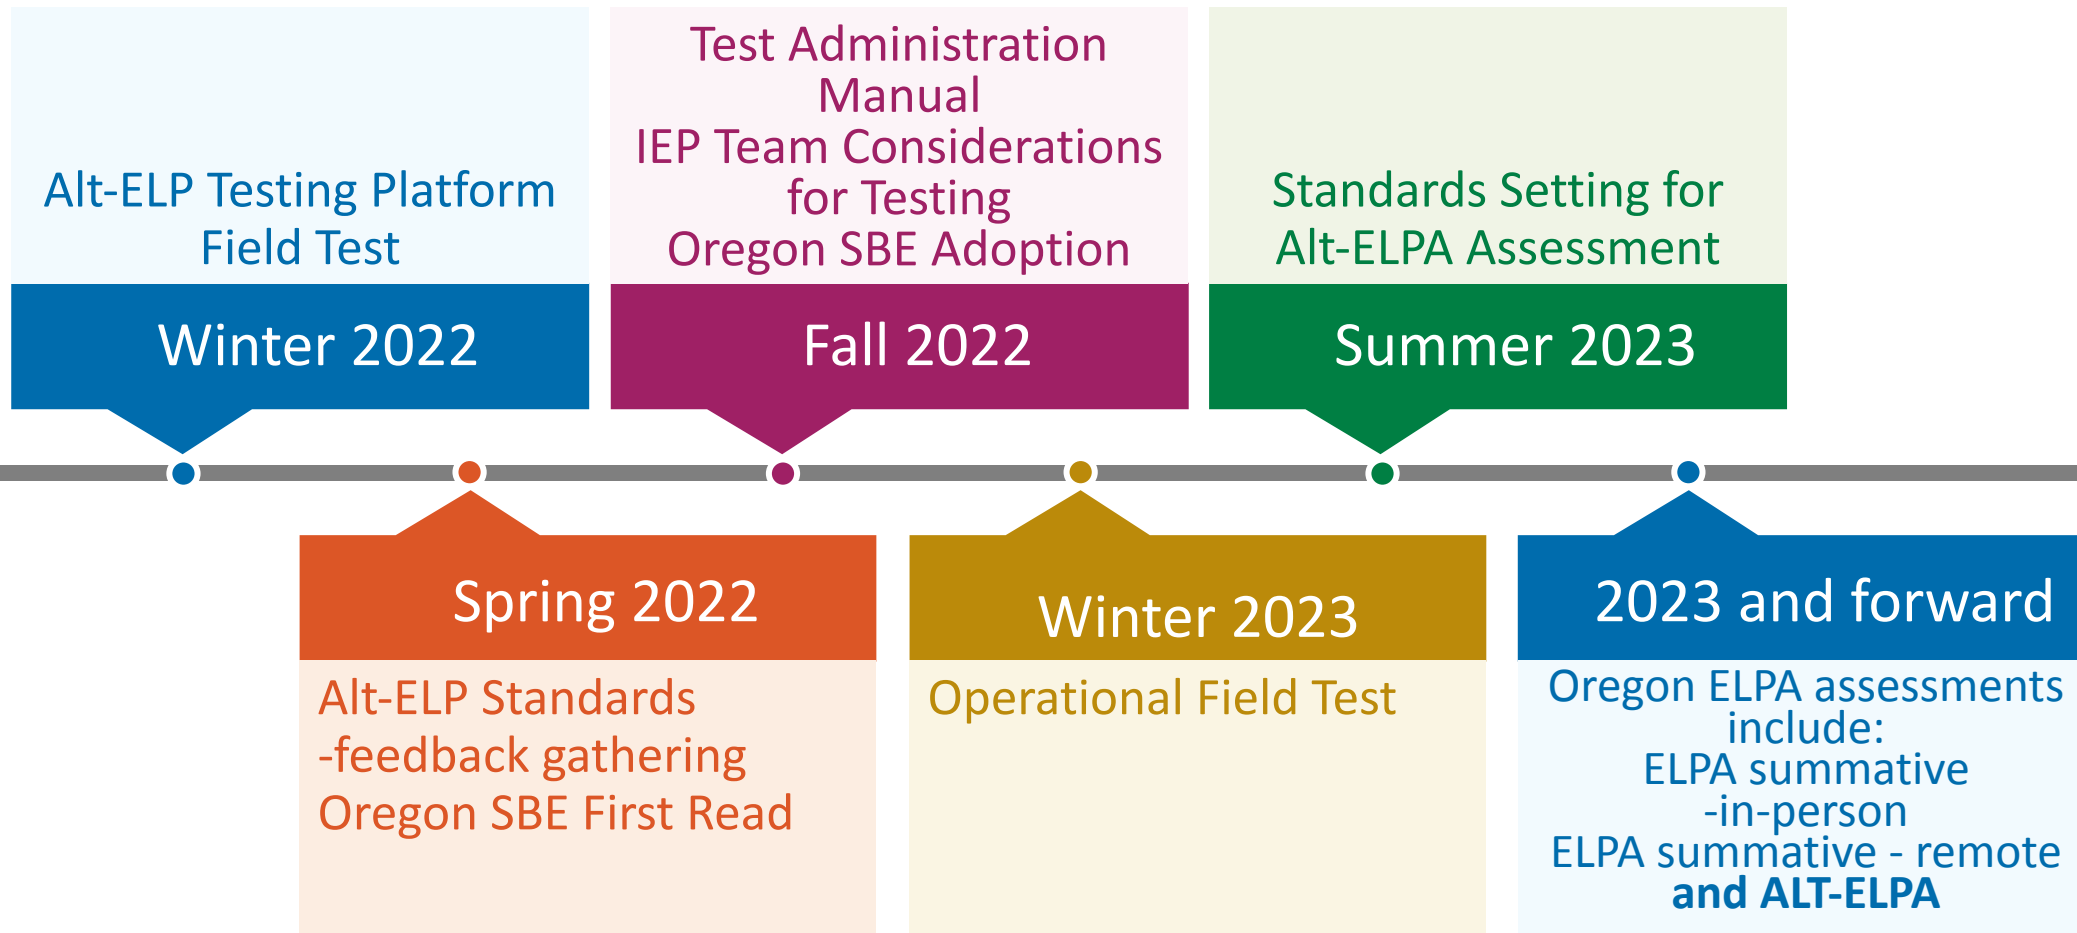 Alt-ELP Testing Platform
Field Test
Winter 2022
Test Administration
Manual
IEP Team Considerations
for Testing
Oregon SBE Adoption
Fall 2022
Standards Setting for
Alt-ELPA Assessment
Summer 2023
Spring 2022
Alt-ELP Standards
-feedback gathering
Oregon SBE First Read
Winter 2023
Operational Field Test
2023 and forward
Oregon ELPA assessments
include:
ELPA summative
-in-person
ELPA summative - remote
and ALT-ELPA